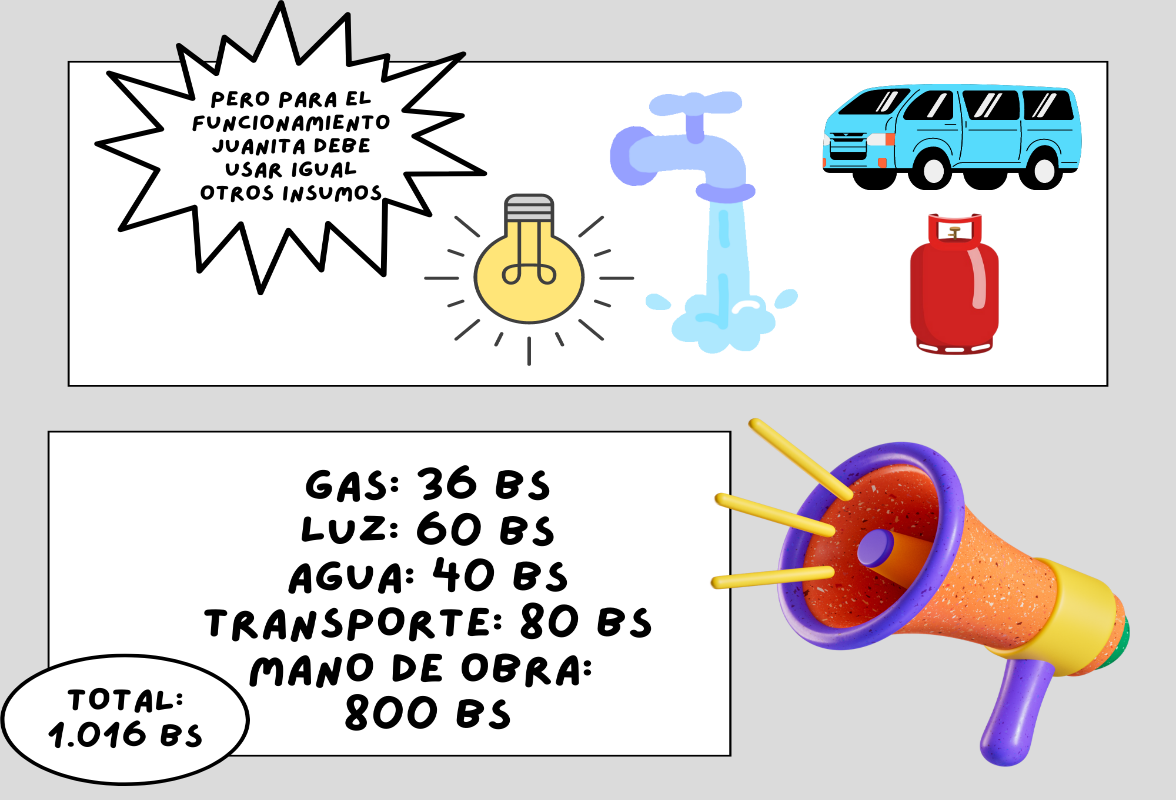 PERO PARA EL
FUNCIONAMIENTO
JUANITA DEBE
USAR IGUAL
OTROS INSUMOS
GAS: 36 BS
LUZ: 60 BS
AGUA: 40 BS
TRANSPORTE: 80 BS
MANO DE OBRA:
800 BS
TOTAL:
1.016 BS